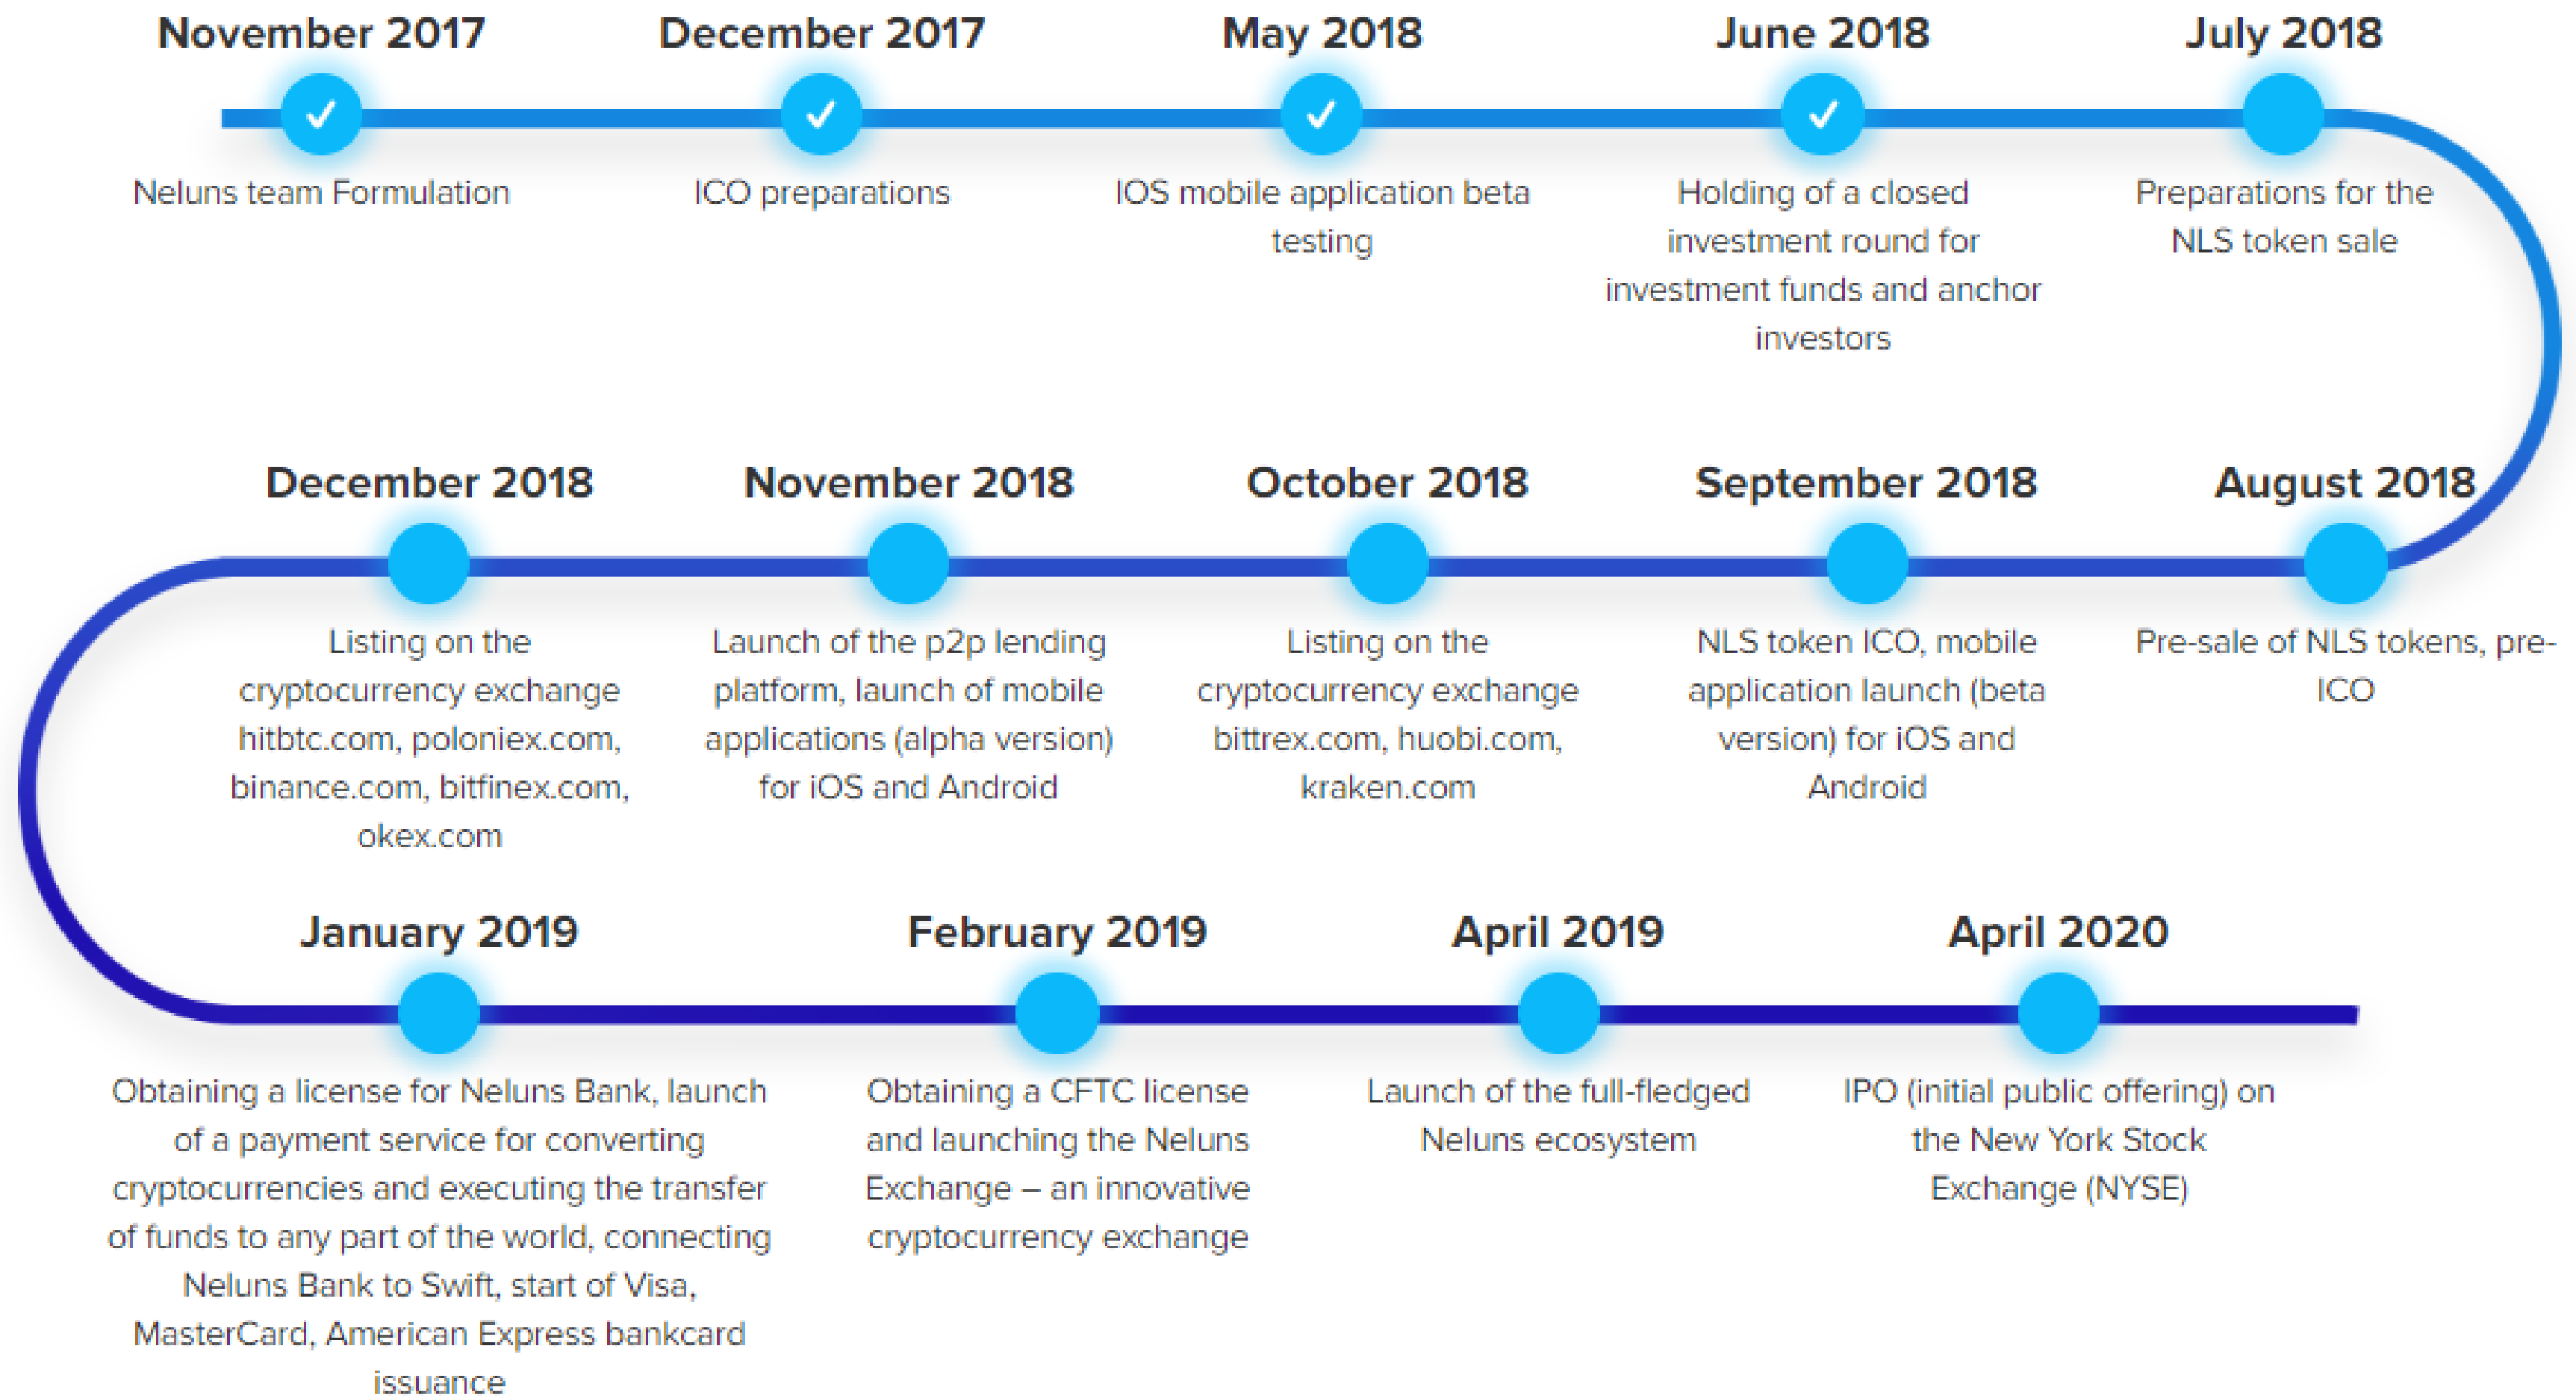 November 2017
Neluns team Formulation
December 2017
ICO preparations
May 2018
IOS mobile application beta
testing
June 2018
Holding of a closed
investment round for
investment funds and anchor
investors
July 2018
Preparations for the
NLS token sale
August 2018
Pre-sale of NLS tokens, pre-
ICO
September 2018
NLS token ICO, mobile
application launch (beta
version) for iOS and
Android
October 2018
Listing on the
cryptocurrency exchange
bittrex.com, huobi.com,
kraken.com
November 2018
Launch of the p2p lending
platform, launch of mobile
applications (alpha version)
for iOS and Android
December 2018
Listing on the
cryptocurrency exchange
hitbtc.com, poloniex.com,
binance.com, bitfinex.com,
okex.com
January 2019
Obtaining a license for Neluns Bank, launch
of a payment service for converting
cryptocurrencies and executing the transfer
of funds to any part of the world, connecting
Neluns Bank to Swift, start of Visa,
MasterCard, American Express bankcard
issuance
February 2019
Obtaining a CFTC license
and launching the Neluns
Exchange – an innovative
cryptocurrency exchange
April 2019
Launch of the full-fledged
Neluns ecosystem
April 2020
IPO (initial public offering) on
the New York Stock
Exchange (NYSE)